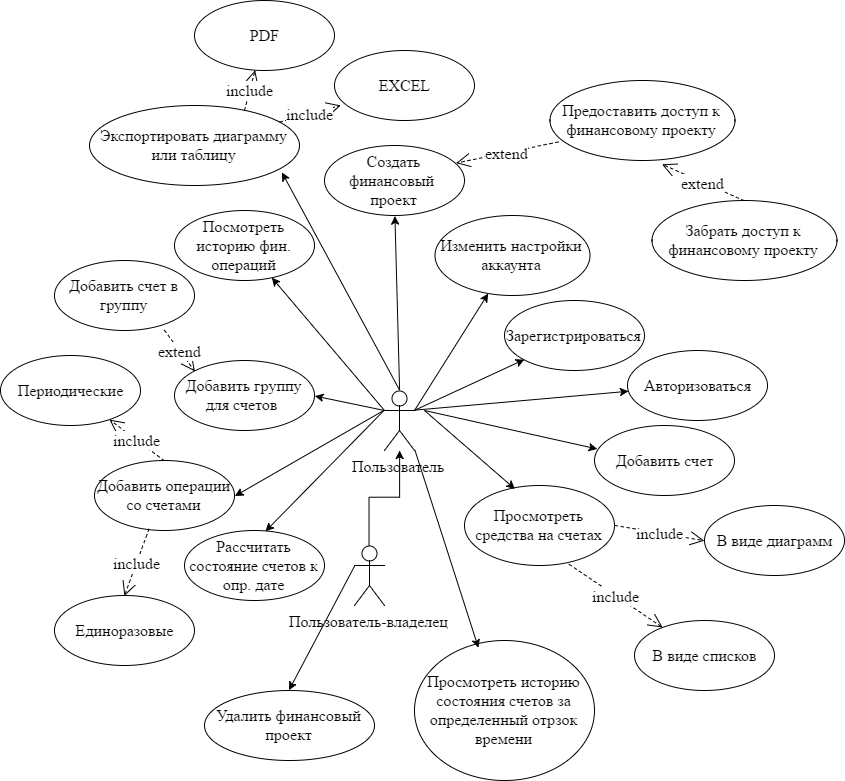 PDF
include
EXCEL
include
Экспортировать диаграмму
или таблицу
Предоставить доступ к
финансовому проекту
extend
Создать
финансовый
проект
extend
Забрать доступ к
финансовому проекту
Посмотреть
историю фин.
операций
Изменить настройки
аккаунта
Добавить счет в
группу
extend
Зарегистрироваться
Периодические
Добавить группу
для счетов
Авторизоваться
include
Пользователь
Добавить счет
Добавить операции
со счетами
Просмотреть
средства на счетах
include
В виде диаграмм
Рассчитать
состояние счетов к
опр. дате
include
include
Единоразовые
Пользователь-владелец
В виде списков
Удалить финансовый
проект
Просмотреть историю
состояния счетов за
определенный отрзок
времени